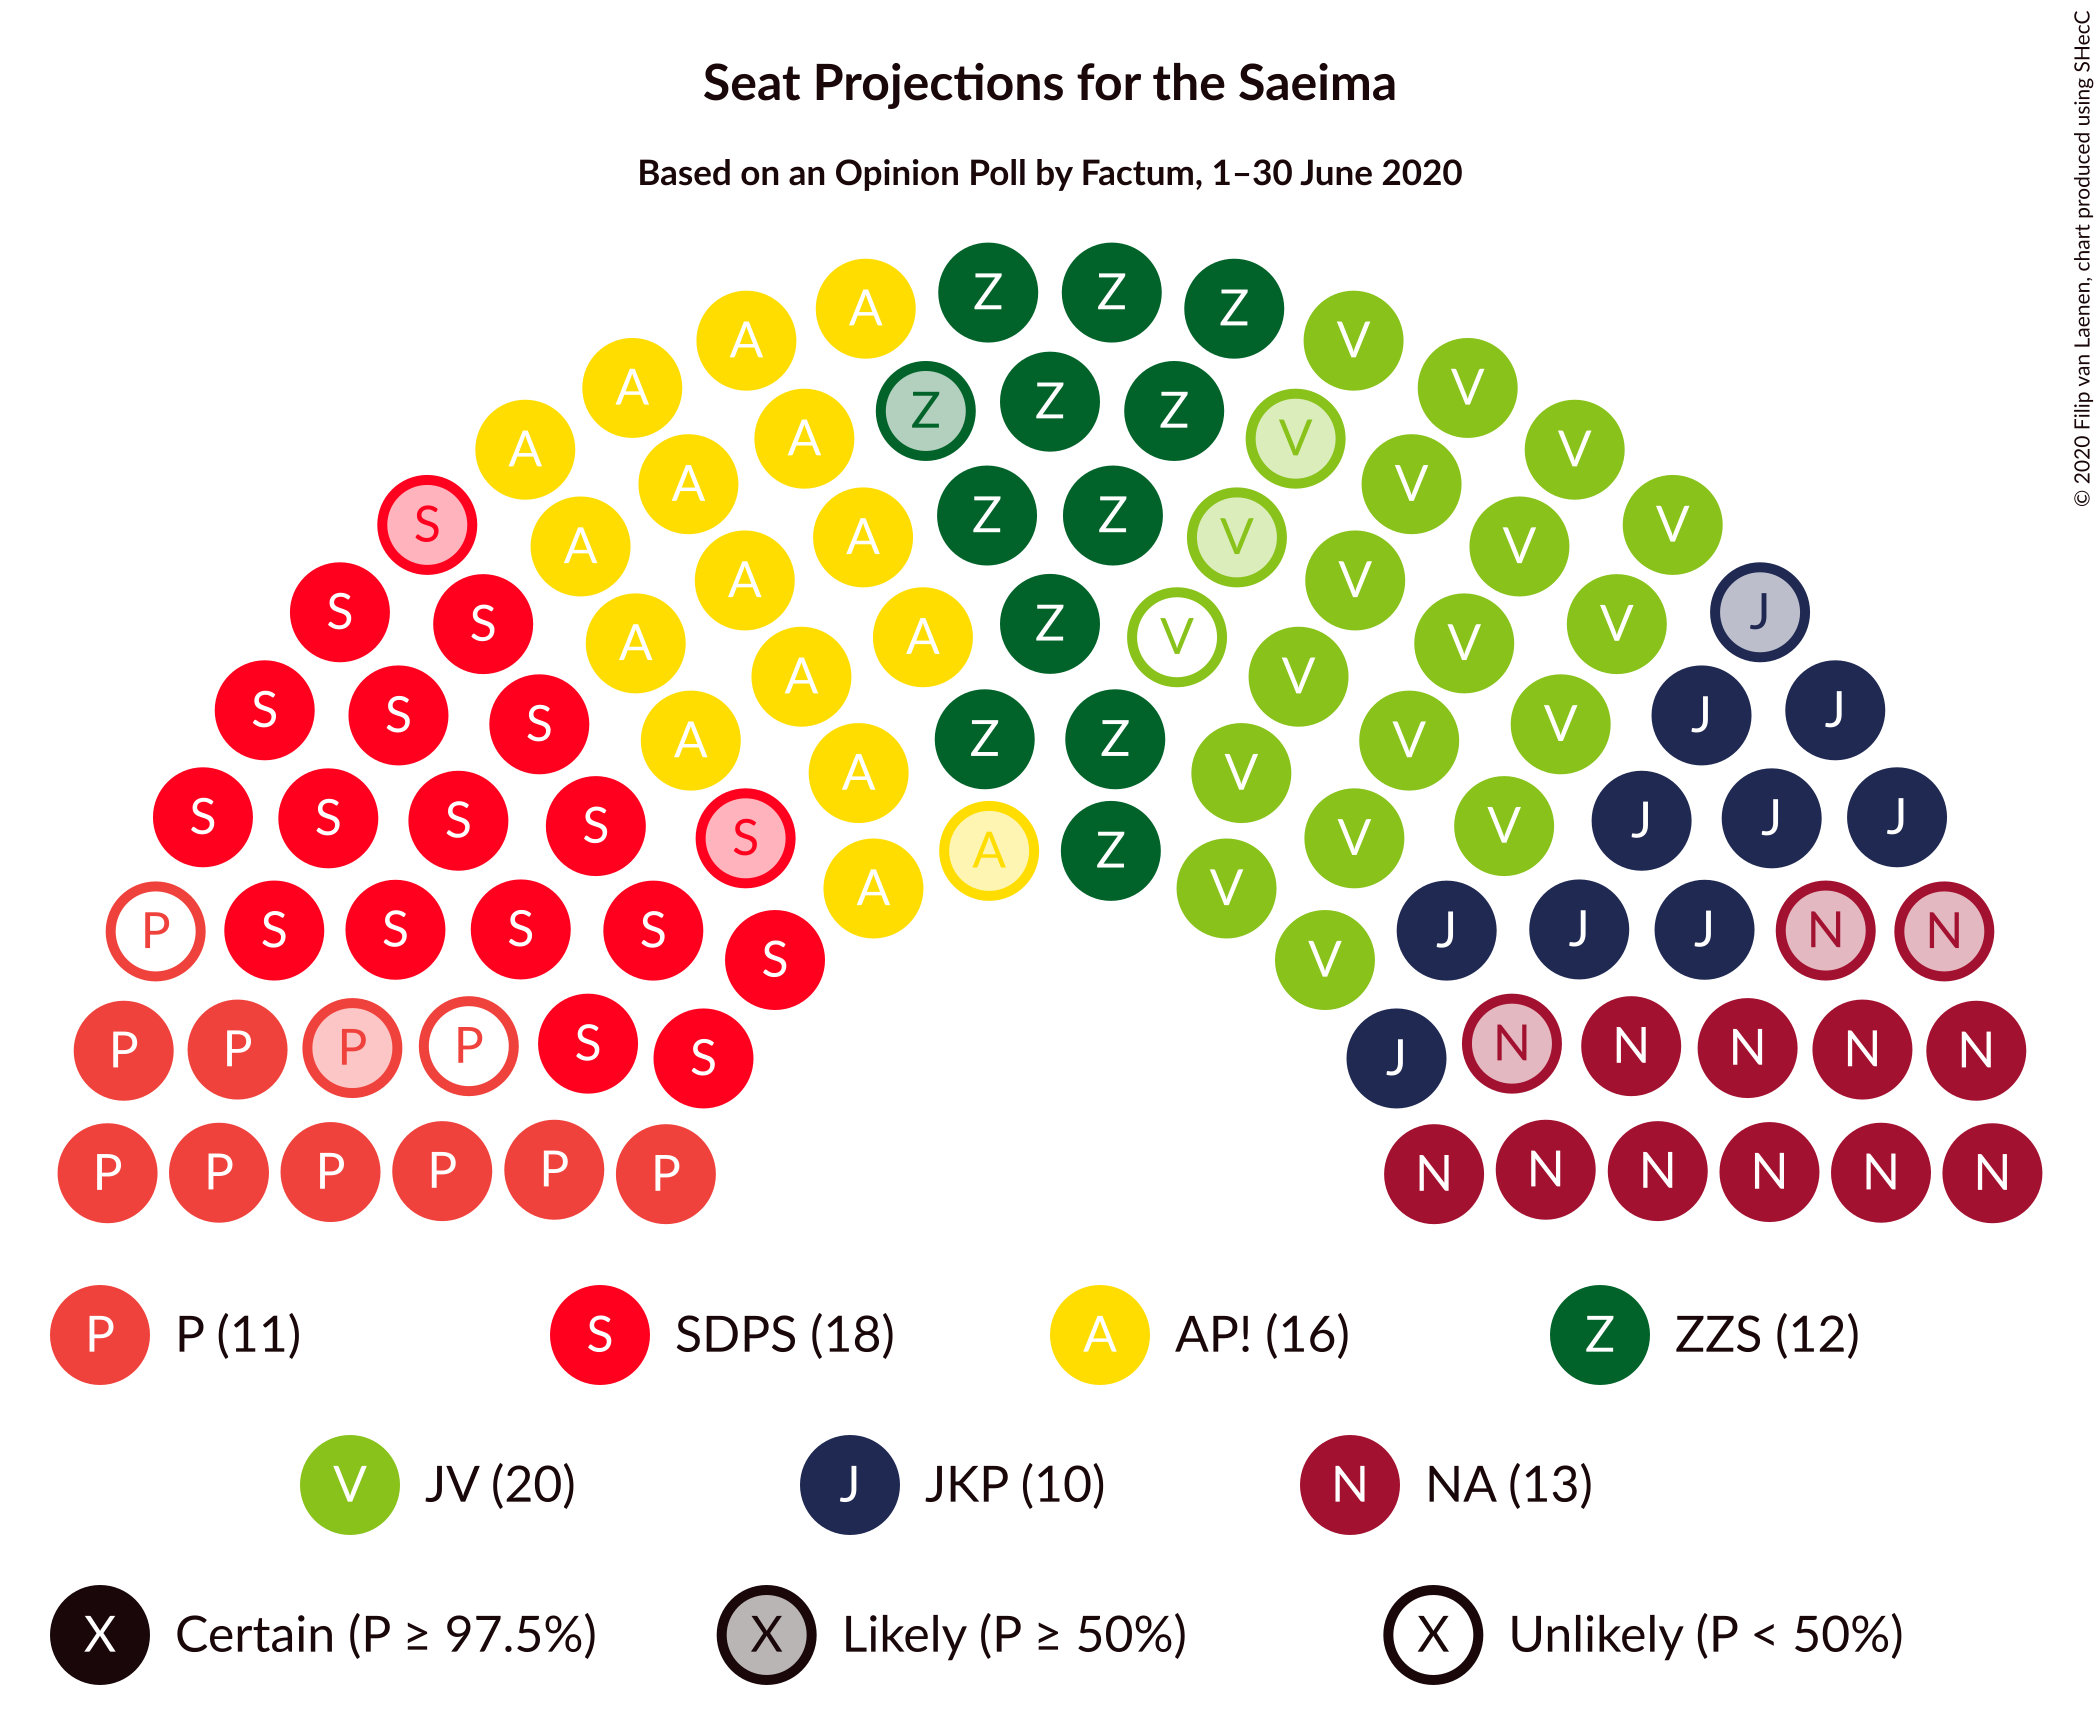 Seat Projections for the Saeima
Based on an Opinion Poll by Factum, 1–30 June 2020
© 2020 Filip van Laenen, chart produced using SHecC
Z Z
A Z
A V
A V
Z
Z Z
A V
A V
A V
S V
A Z Z V
A V
A V
S J
A V
S V
A Z V
A V
A V
S J
S J
S V
A Z Z V
A V
A V
S S S S S A Z V V J J J
A V
P S S S S J J J N N
S V
P P P P S S J N N N N N
P P P P P P N N N N N N
P P (11) S SDPS (18) A AP! (16) Z ZZS (12)
V JV (20) J JKP (10) N NA (13)
X Certain (P ≥ 97.5%) X Likely (P ≥ 50%) X Unlikely (P < 50%)